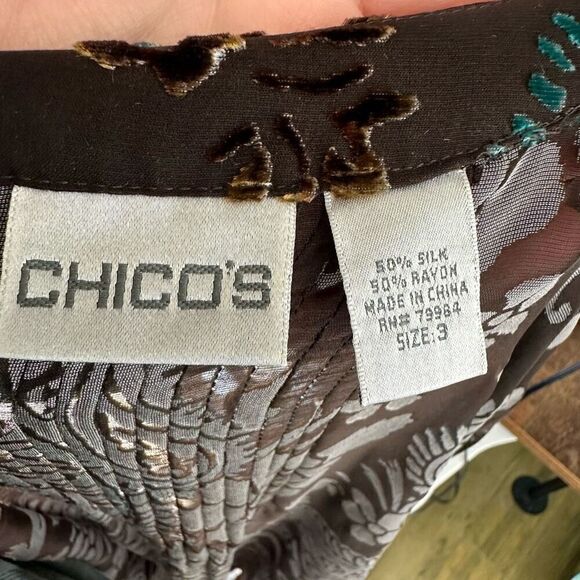 CHICO'S
50% SILK
50% RAYON
MADE IN CHINA
RN# 79984
SIZE:3